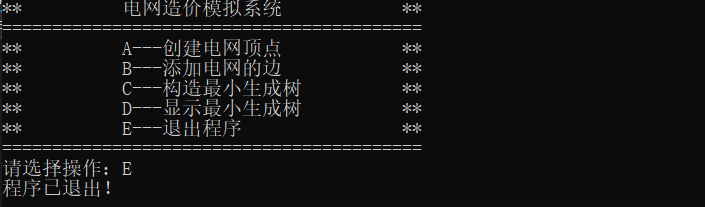 **          电网造价模拟系统            **
==========================================
**          A---创建电网顶点            **
**          B---添加电网的边            **
**          C---构造最小生成树          **
**          D---显示最小生成树          **
**          E---退出程序                **
==========================================
请选择操作: E
程序已退出!